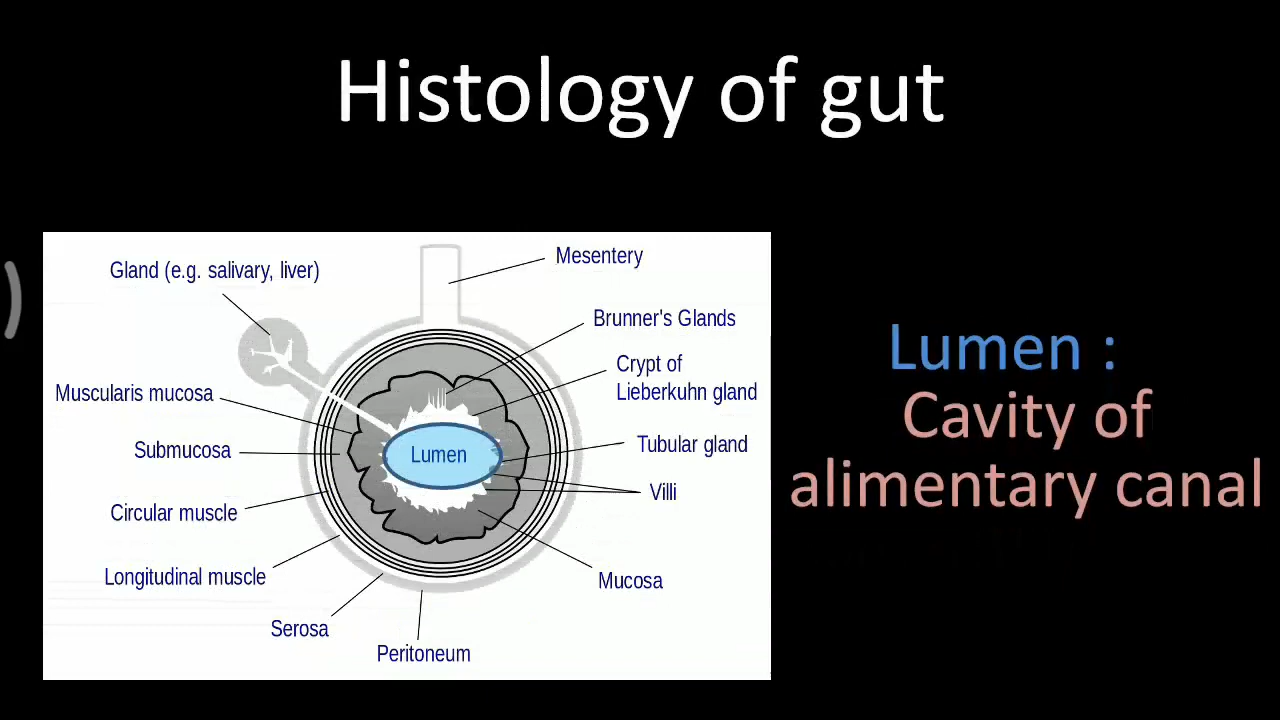 Histology of gut
Gland (e.g. salivary, liver)
Mesentery
Brunner's Glands
Crypt of
Lieberkuhn gland
Muscularis mucosa
Tubular gland
Submucosa
Lumen
Villi
Circular muscle
Longitudinal muscle
Mucosa
Serosa
Peritoneum
Lumen :
Cavity of
alimentary canal